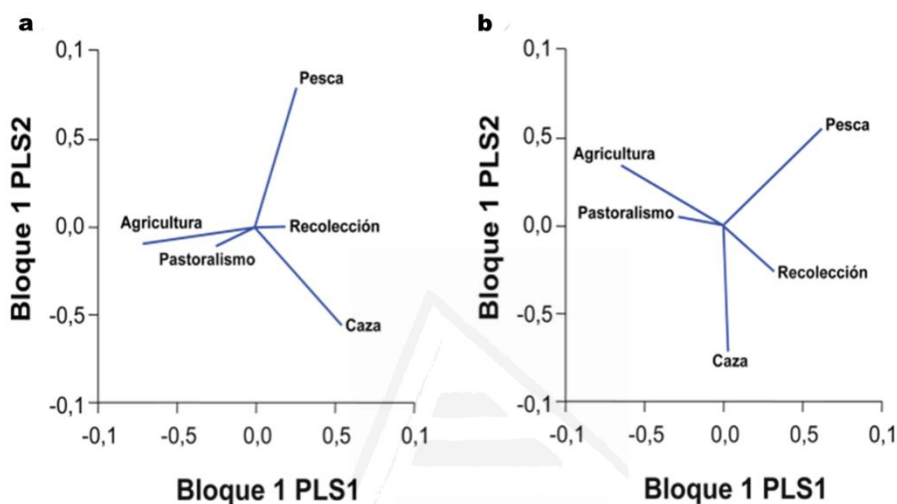 a
0,1
0,5
0,0
-0,5
-0,1
Bloque 1 PLS2
Pesca
Agricultura
Recolección
Pastoralismo
Caza
-0,1
-0,5
0,0
0,5
0,1
Bloque 1 PLS1
b
0,1
0,5
0,0
-0,5
-0,1
Bloque 1 PLS2
Pesca
Agricultura
Pastoralismo
Recolección
Caza
-0,1
-0,5
0,0
0,5
0,1
Bloque 1 PLS1